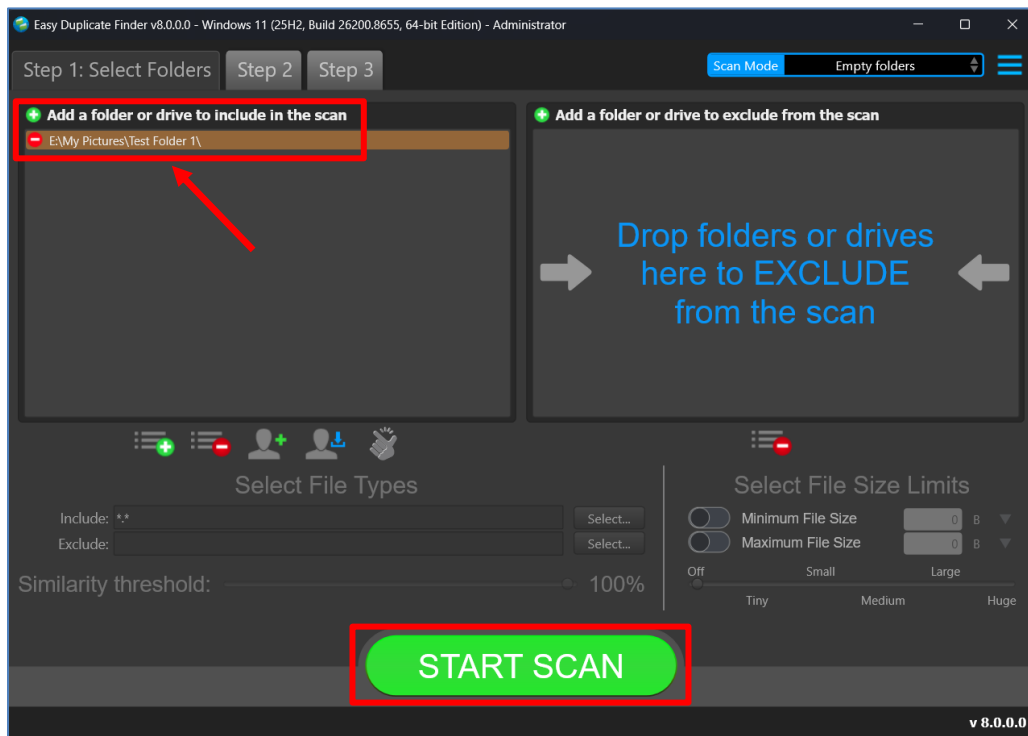 Easy Duplicate Finder v8.0.0.0 - Windows 11 (25H2, Build 26200.8655, 64-bit Edition) - Administrator
Step 1: Select Folders Step 2 Step 3 Scan Mode Empty folders
Add a folder or drive to include in the scan
E:\My Pictures\Test Folder 1\
Add a folder or drive to exclude from the scan
Drop folders or drives
here to EXCLUDE
from the scan
Select File Types
Include: *.* Select...
Exclude: Select...
Similarity threshold: 100%
Select File Size Limits
Minimum File Size 0 B
Maximum File Size 0 B
Off Small Large
Tiny Medium Huge
START SCAN
v 8.0.0.0